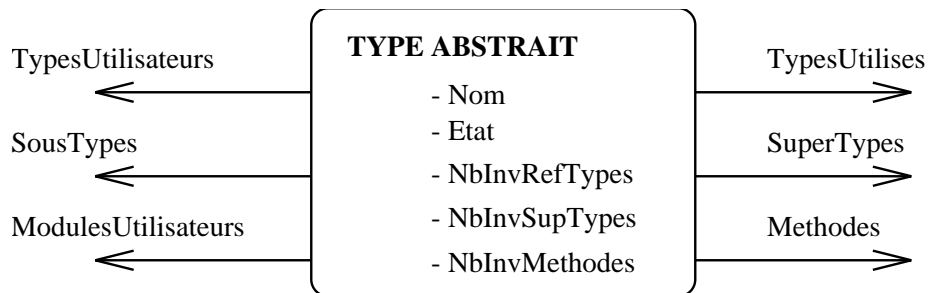 TYPE ABSTRAIT
TypesUtilisateurs
TypesUtilises
- Nom
- Etat
SousTypes
SuperTypes
- NbInvRefTypes
- NbInvSupTypes
ModulesUtilisateurs
Methodes
- NbInvMethodes